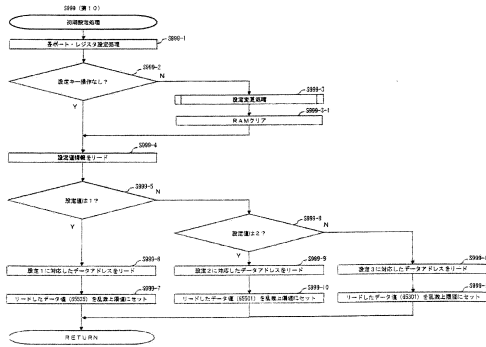 S999(第10)
初期設定処理
S999-1
各ポート・レジスタ設定処理
S999-2
設定キー操作なし?
N
Y
S999-3
設定変更処理
S999-3-1
RAMクリア
S999-4
設定値情報をリード
S999-5
設定値は1?
N
Y
S999-8
設定値は2?
N
Y
S999-6
設定1に対応したデータアドレスをリード
S999-9
設定2に対応したデータアドレスをリード
設定3に対応したデータアドレスをリード
S999-7
リードしたデータ値(65535)を乱数上限値にセット
S999-10
リードしたデータ値(65501)を乱数上限値にセット
リードしたデータ値(65301)を乱数上限値にセット
RETURN